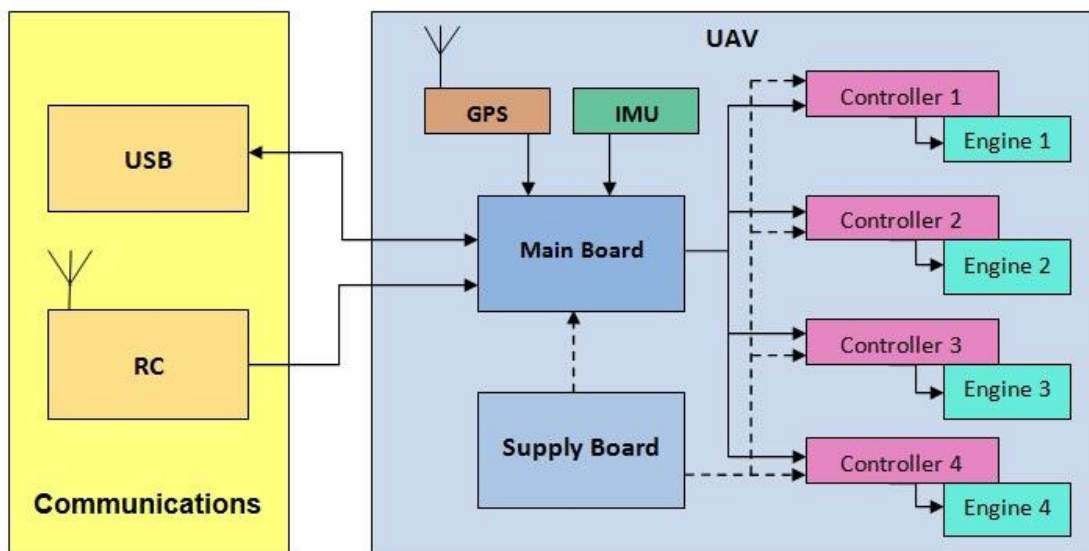 UAV
GPS
IMU
Controller 1
Engine 1
USB
Main Board
Controller 2
Engine 2
RC
Controller 3
Engine 3
Supply Board
Controller 4
Engine 4
Communications